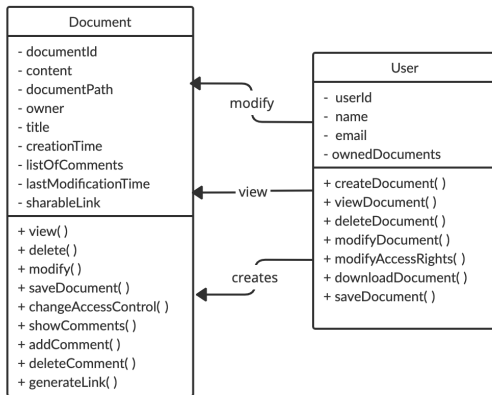 Document
- documentId
- content
- documentPath
- owner
- title
- creationTime
- listOfComments
- lastModificationTime
- sharableLink
+ view( )
+ delete( )
+ modify( )
+ saveDocument( )
+ changeAccessControl( )
+ showComments( )
+ addComment( )
+ deleteComment( )
+ generateLink( )
modify
view
creates
User
- userId
- name
- email
- ownedDocuments
+ createDocument( )
+ viewDocument( )
+ deleteDocument( )
+ modifyDocument( )
+ modifyAccessRights( )
+ downloadDocument( )
+ saveDocument( )